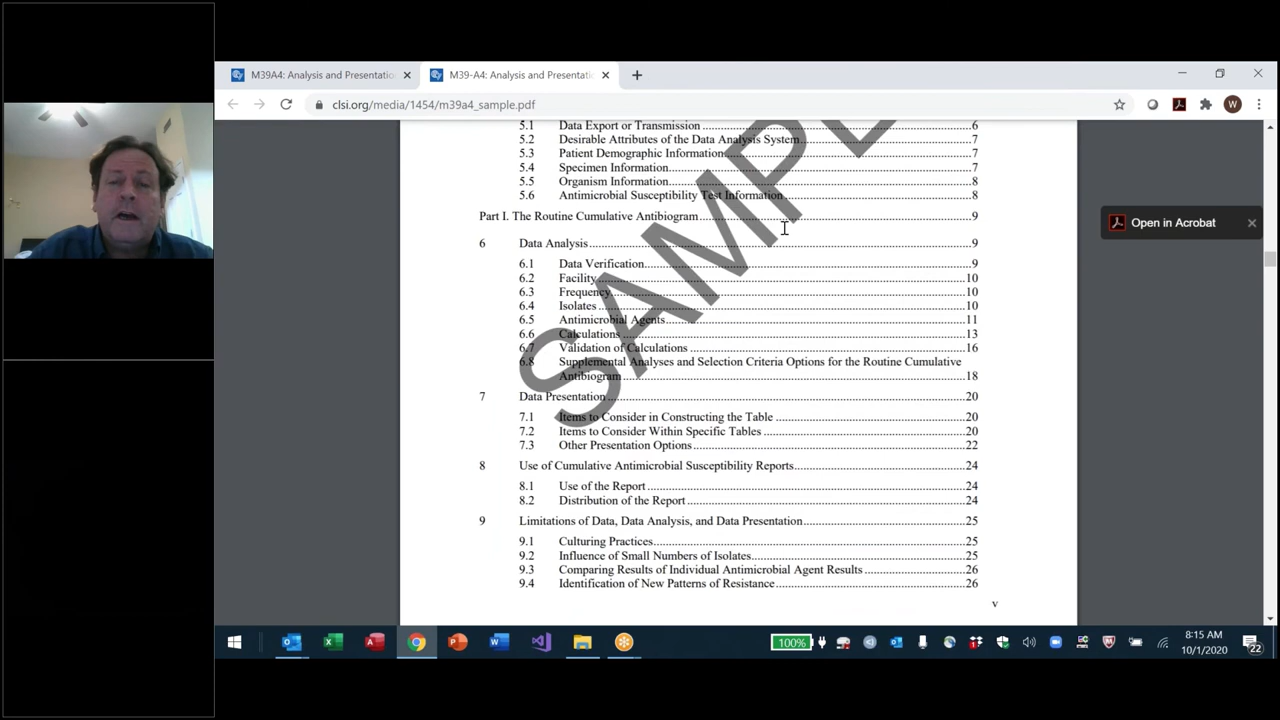 M39A4: Analysis and Presentatio
M39-A4: Analysis and Presentati
clsi.org/media/1454/m39a4_sample.pdf
W
5.1 Data Export or Transmission 6
5.2 Desirable Attributes of the Data Analysis System 7
5.3 Patient Demographic Information 7
5.4 Specimen Information 7
5.5 Organism Information 8
5.6 Antimicrobial Susceptibility Test Information 8
Part I. The Routine Cumulative Antibiogram 9
Open in Acrobat
6 Data Analysis 9
6.1 Data Verification 9
6.2 Facility 10
6.3 Frequency 10
6.4 Isolates 10
6.5 Antimicrobial Agents 11
6.6 Calculations 13
6.7 Validation of Calculations 16
6.8 Supplemental Analyses and Selection Criteria Options for the Routine Cumulative
Antibiogram 18
7 Data Presentation 20
7.1 Items to Consider in Constructing the Table 20
7.2 Items to Consider Within Specific Tables 20
7.3 Other Presentation Options 22
8 Use of Cumulative Antimicrobial Susceptibility Reports 24
8.1 Use of the Report 24
8.2 Distribution of the Report 24
9 Limitations of Data, Data Analysis, and Data Presentation 25
9.1 Culturing Practices 25
9.2 Influence of Small Numbers of Isolates 25
9.3 Comparing Results of Individual Antimicrobial Agent Results 26
9.4 Identification of New Patterns of Resistance 26
v
SAMPLE
100%
8:15 AM
10/1/2020
22